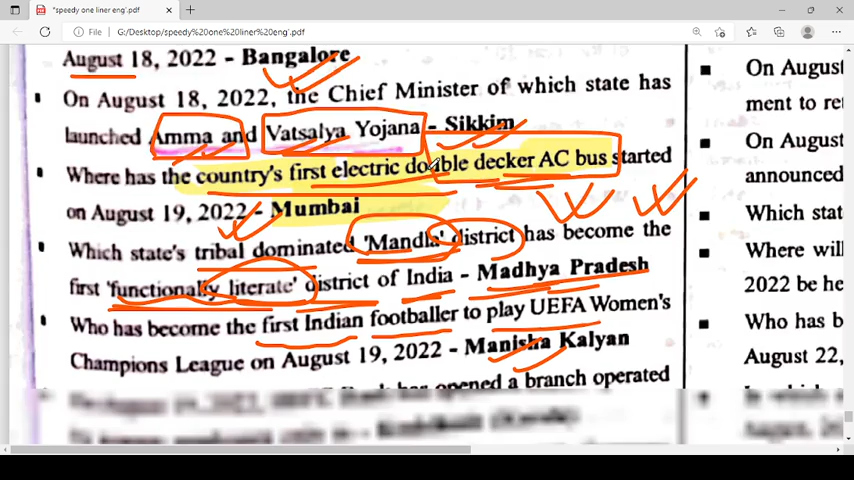 *speedy one liner eng'.pdf
File
G:/Desktop/speedy%20one%20liner%20eng'.pdf
August 18, 2022 - Bangalore
On August 18, 2022, the Chief Minister of which state has
launched Amma and Vatsalya Yojana - Sikkim
Where has the country's first electric double decker AC bus started
on August 19, 2022 - Mumbai
Which state's tribal dominated 'Mandla' district has become the
first 'functionally literate' district of India - Madhya Pradesh
Who has become the first Indian footballer to play UEFA Women's
Champions League on August 19, 2022 - Manisha Kalyan
has opened a branch operated
On August
ment to re
On August
announced
Which stat
Where will
2022 be he
Who has b
August 22,